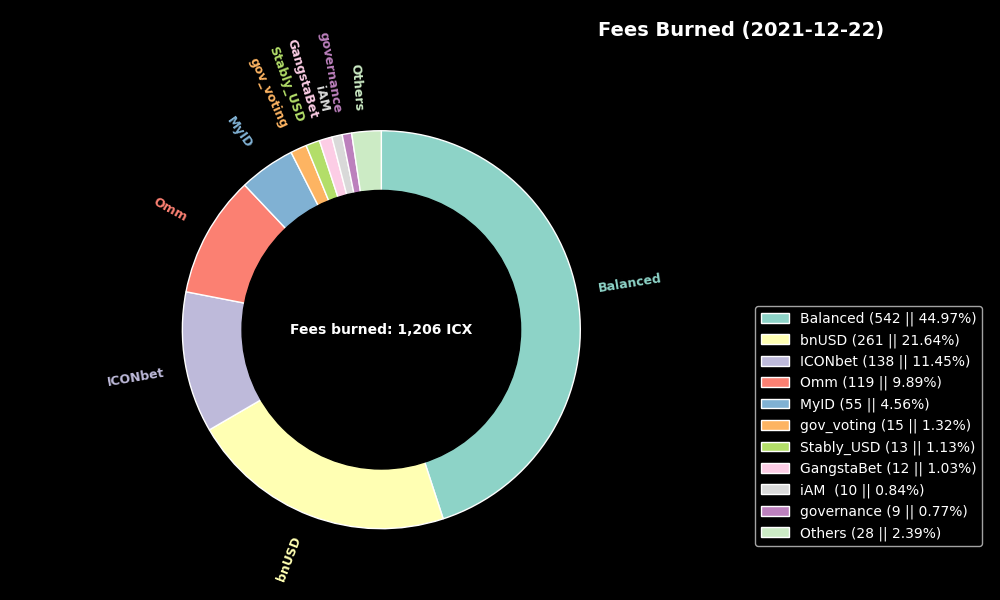 Fees Burned (2021-12-22)
Others
governance
iAM
GangstaBet
Stably_USD
gov_voting
MyID
Omm
Balanced
Fees burned: 1,206 ICX
ICONbet
bnUSD
Balanced (542 || 44.97%)
bnUSD (261 || 21.64%)
ICONbet (138 || 11.45%)
Omm (119 || 9.89%)
MyID (55 || 4.56%)
gov_voting (15 || 1.32%)
Stably_USD (13 || 1.13%)
GangstaBet (12 || 1.03%)
iAM  (10 || 0.84%)
governance (9 || 0.77%)
Others (28 || 2.39%)